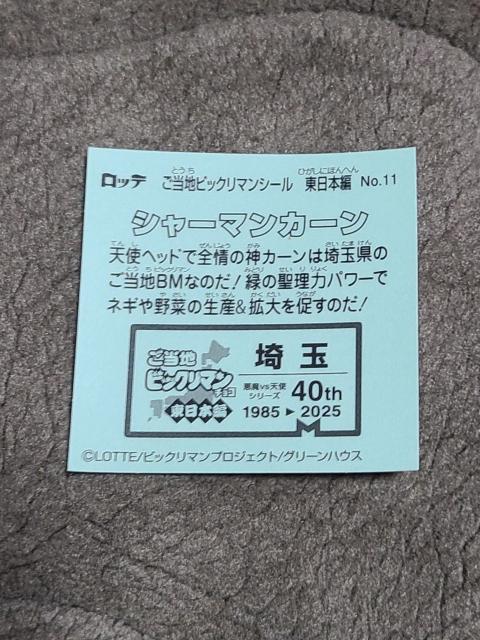 ロッテ ご当地ビックリマンシール 東日本編 No.11
シャーマンカーン
天使ヘッドで全情の神カーンは埼玉県の
ご当地BMなのだ!緑の聖理力パワーで
ネギや野菜の生産&拡大を促すのだ!
ご当地
ビックリマン
チョコ
東日本編
埼玉
悪魔vs天使
シリーズ 40th
1985▶2025
©LOTTE/ビックリマンプロジェクト/グリーンハウス